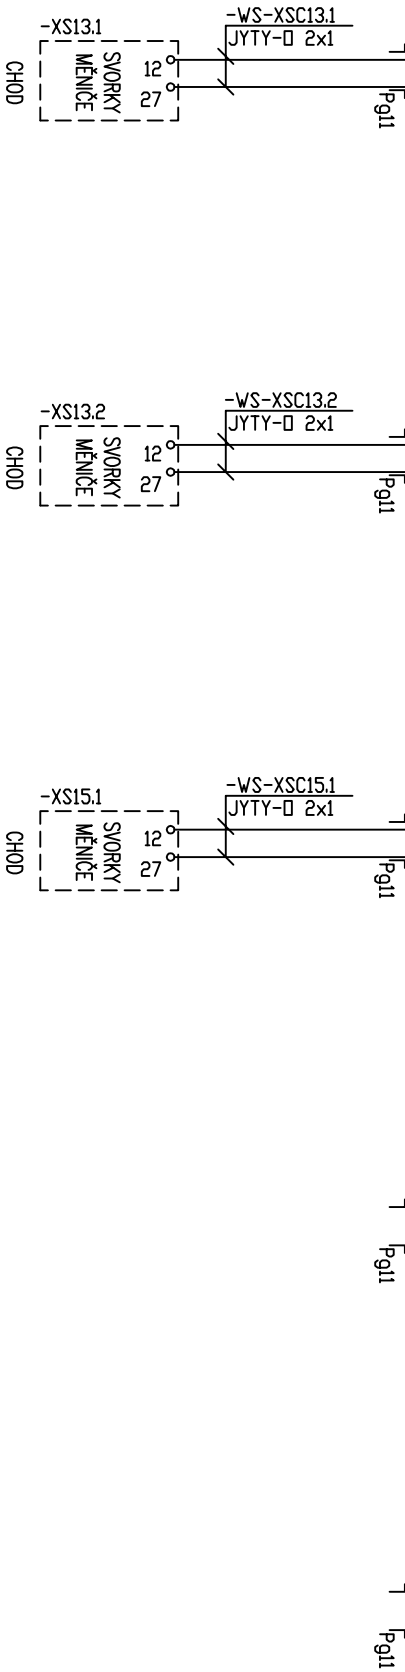 -WS-XSC13.1
JYTY-O 2x1
-XS13.1
SVORKY
MĚNIČE
12
27
CHOD
Pg11
-WS-XSC13.2
JYTY-O 2x1
-XS13.2
SVORKY
MĚNIČE
12
27
CHOD
Pg11
-WS-XSC15.1
JYTY-O 2x1
-XS15.1
SVORKY
MĚNIČE
12
27
CHOD
Pg11
Pg11
Pg11